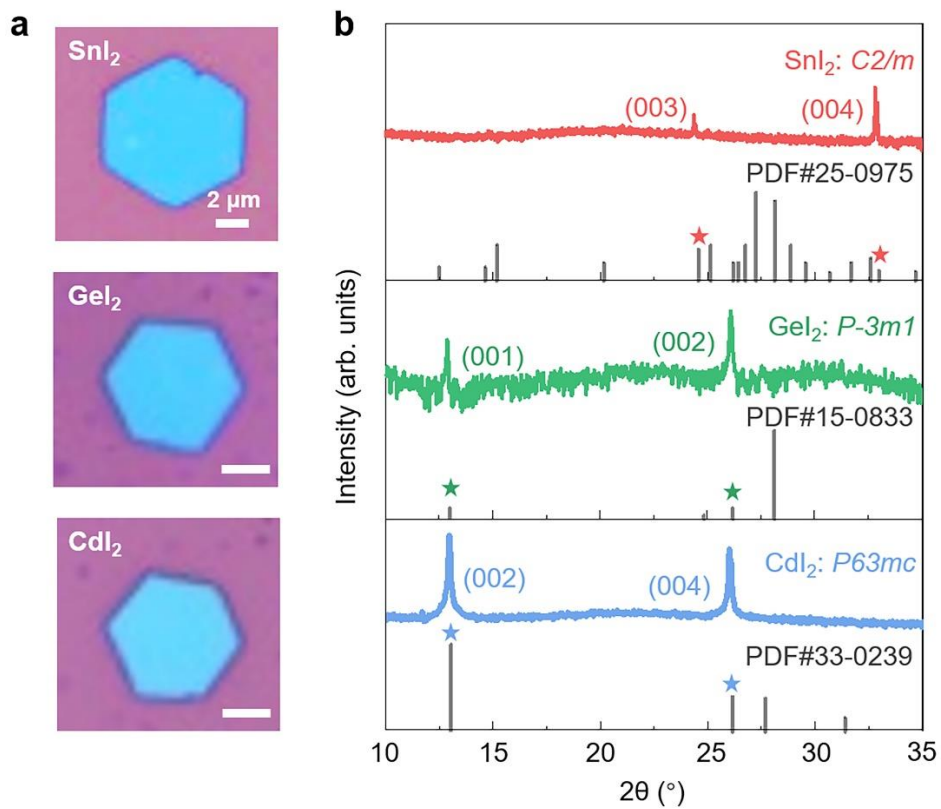 a
SnI₂
2 μm
GeI₂
CdI₂
b
SnI₂: C2/m
(003)
(004)
PDF#25-0975
GeI₂: P-3m1
(001)
(002)
PDF#15-0833
CdI₂: P63mc
(002)
(004)
PDF#33-0239
Intensity (arb. units)
10 15 20 25 30 35
2θ (°)